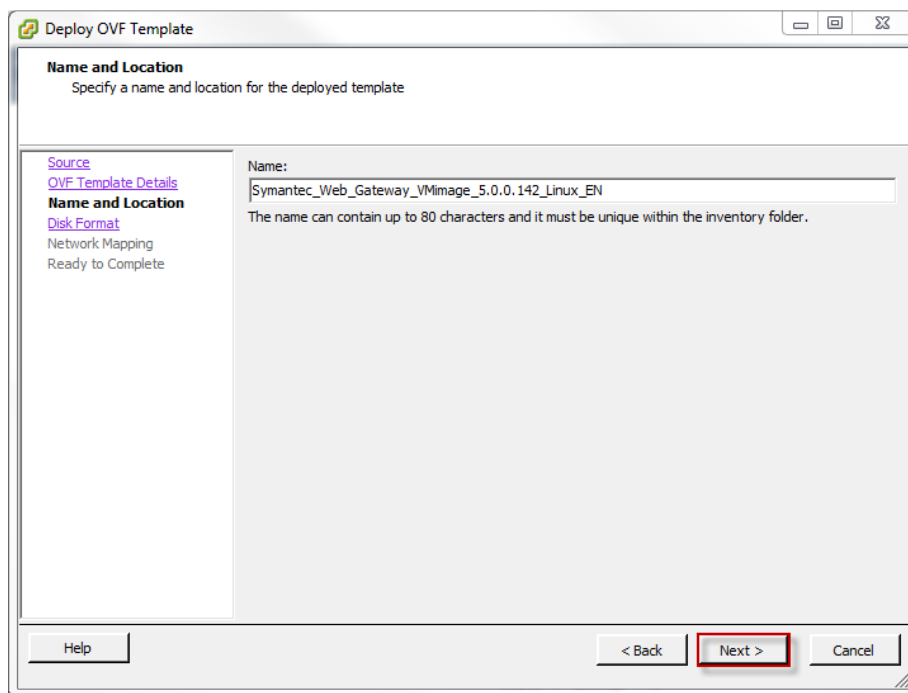 Deploy OVF Template
Name and Location
Specify a name and location for the deployed template
Source
OVF Template Details
Name and Location
Disk Format
Network Mapping
Ready to Complete
Name:
Symantec_Web_Gateway_VMimage_5.0.0.142_Linux_EN
The name can contain up to 80 characters and it must be unique within the inventory folder.
Help
< Back
Next >
Cancel